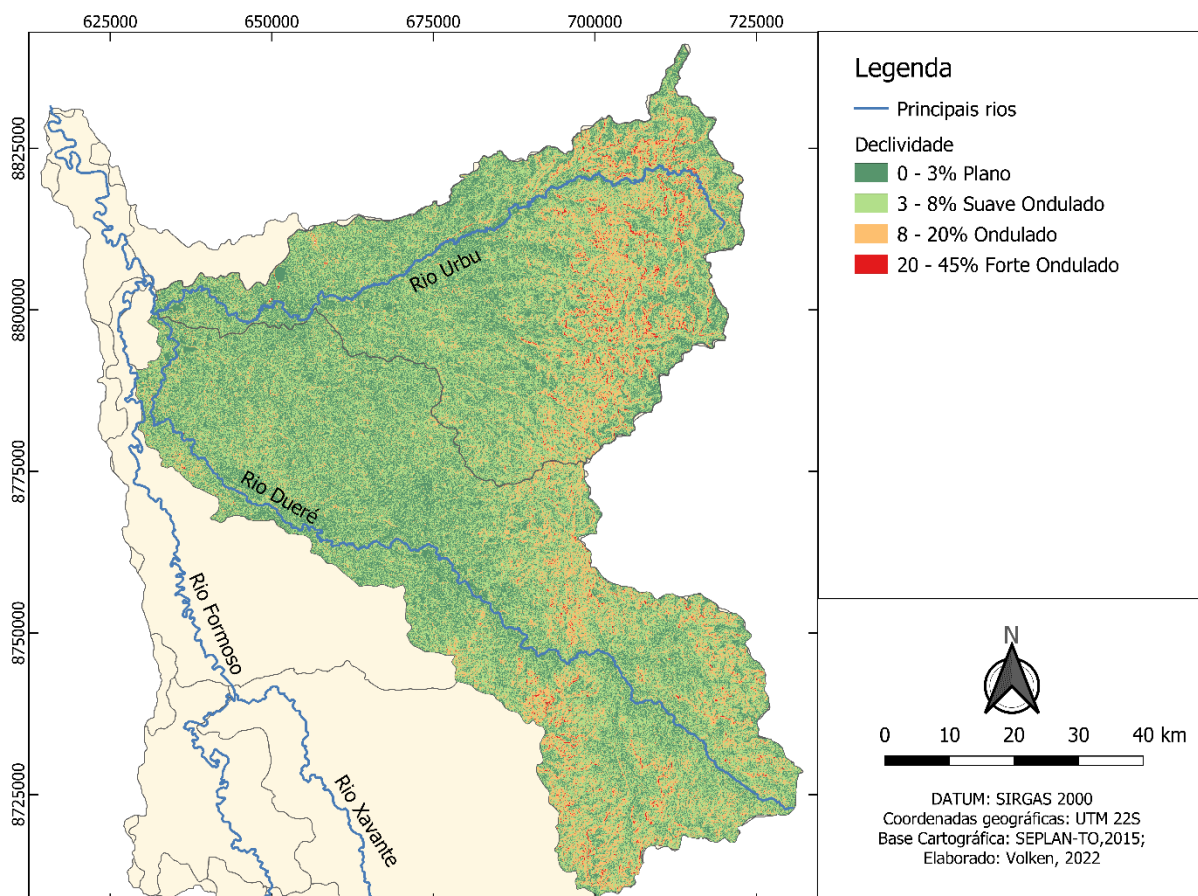 625000 650000 675000 700000 725000
8825000
8800000
8775000
8750000
8725000
Rio Urbu
Rio Dueré
Rio Formoso
Rio Xavante
Legenda
Principais rios
Declividade
0 - 3% Plano
3 - 8% Suave Ondulado
8 - 20% Ondulado
20 - 45% Forte Ondulado
N
0 10 20 30 40 km
DATUM: SIRGAS 2000
Coordenadas geográficas: UTM 22S
Base Cartográfica: SEPLAN-TO,2015;
Elaborado: Volken, 2022